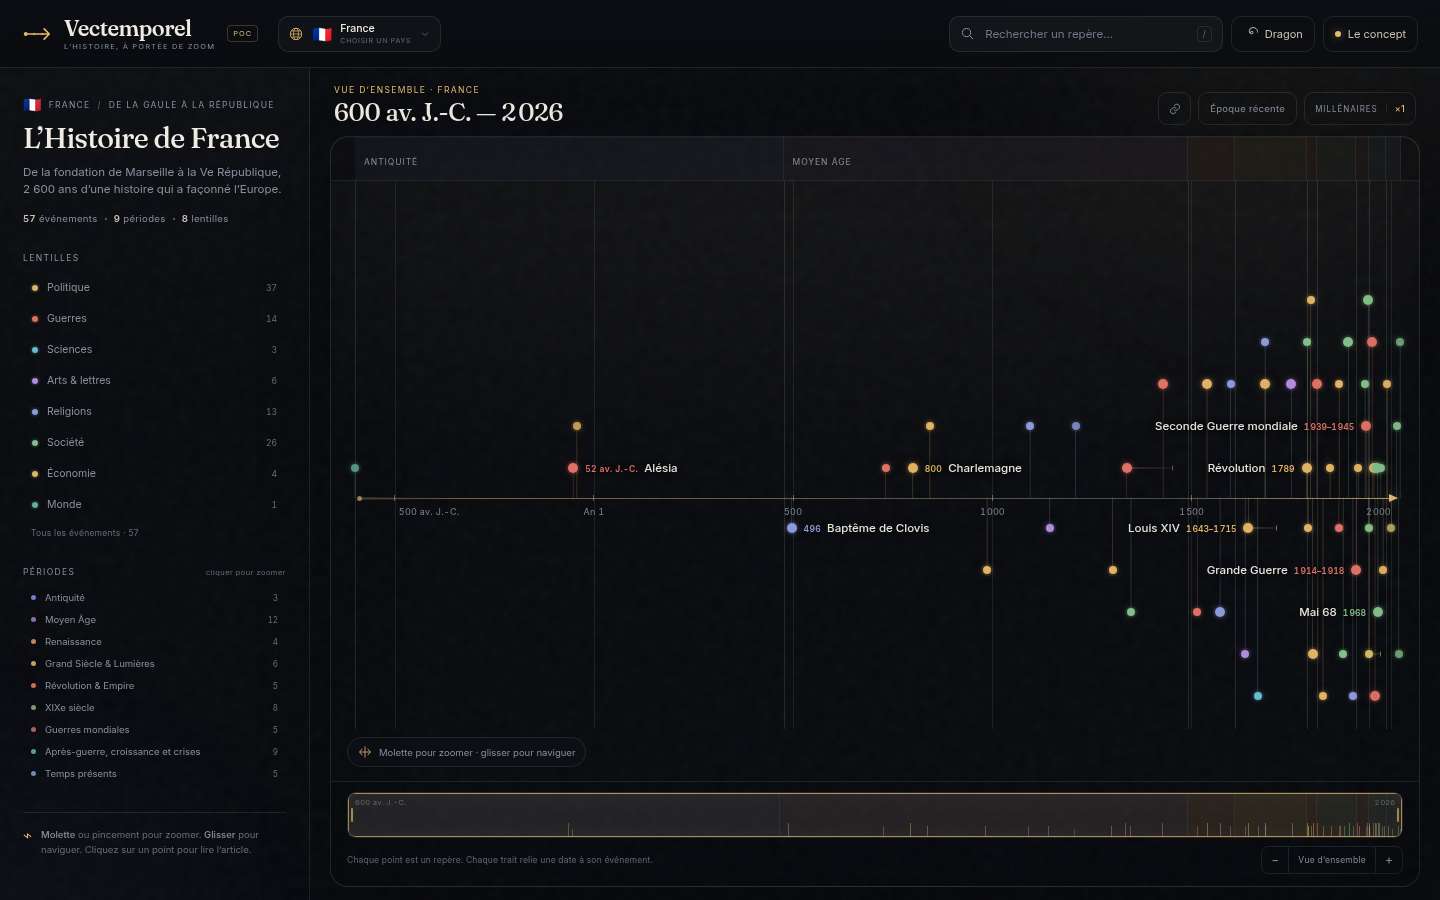 Vectemporel
L'HISTOIRE, À PORTÉE DE ZOOM
POC
France
CHOISIR UN PAYS
Rechercher un repère…
/
Dragon
Le concept
FRANCE / DE LA GAULE À LA RÉPUBLIQUE
L’Histoire de France
De la fondation de Marseille à la Ve République,
2 600 ans d’une histoire qui a façonné l’Europe.
57 événements · 9 périodes · 8 lentilles
LENTILLES
Politique 37
Guerres 14
Sciences 3
Arts & lettres 6
Religions 13
Société 26
Économie 4
Monde 1
Tous les événements · 57
PÉRIODES cliquer pour zoomer
Antiquité 3
Moyen Âge 12
Renaissance 4
Grand Siècle & Lumières 6
Révolution & Empire 5
XIXe siècle 8
Guerres mondiales 5
Après-guerre, croissance et crises 9
Temps présents 5
Molette ou pincement pour zoomer. Glisser pour
naviguer. Cliquez sur un point pour lire l’article.
VUE D’ENSEMBLE · FRANCE
600 av. J.-C. — 2026
Époque récente
MILLÉNAIRES ×1
ANTIQUITÉ
MOYEN ÂGE
Seconde Guerre mondiale 1939–1945
52 av. J.-C. Alésia
800 Charlemagne
Révolution 1789
500 av. J.-C.
An 1
500
1000
1500
2000
496 Baptême de Clovis
Louis XIV 1643–1715
Grande Guerre 1914–1918
Mai 68 1968
Molette pour zoomer · glisser pour naviguer
600 av. J.-C.
2026
Chaque point est un repère. Chaque trait relie une date à son événement.
− Vue d’ensemble +